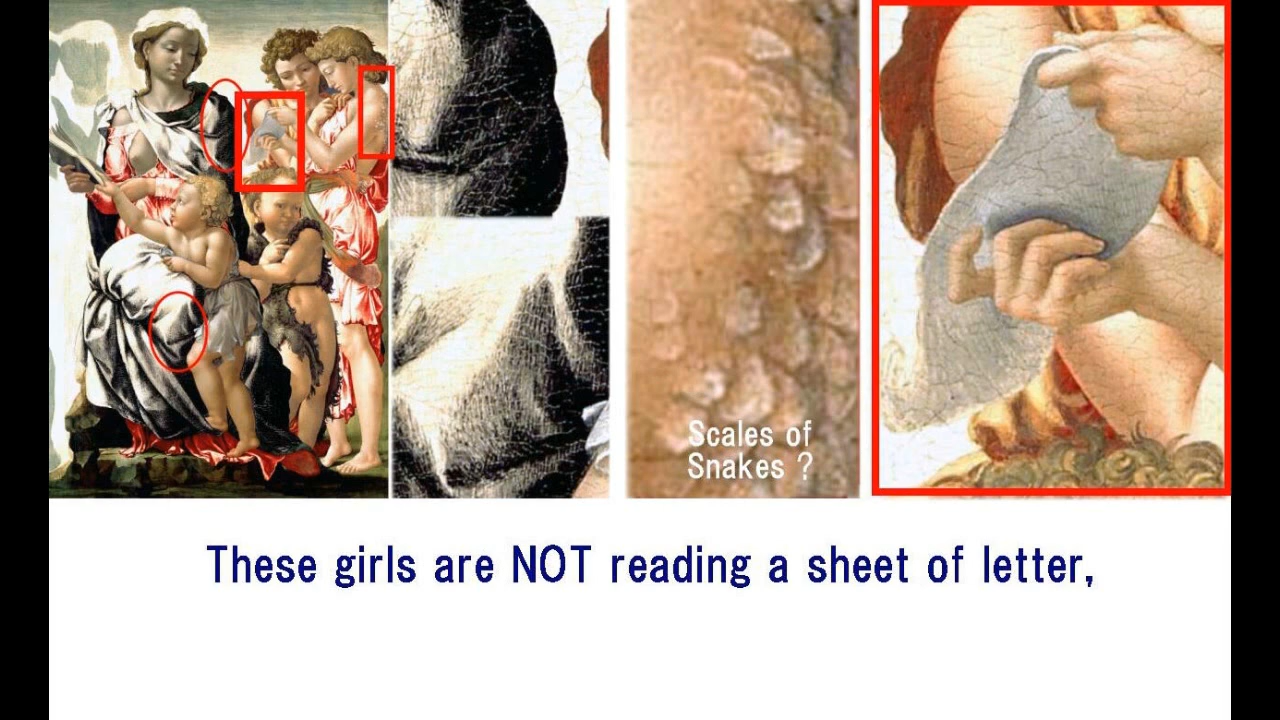 Scales of
Snakes ?
These girls are NOT reading a sheet of letter,